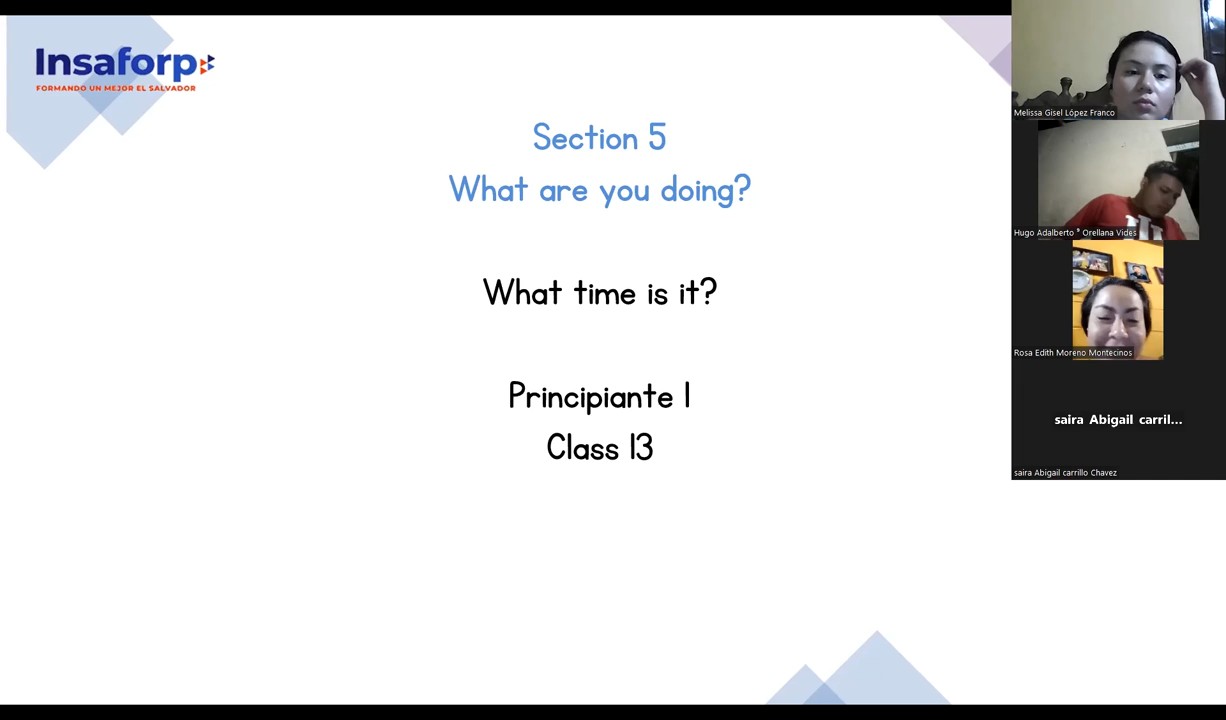 Insaforp
FORMANDO UN MEJOR EL SALVADOR
Section 5
What are you doing?
What time is it?
Principiante 1
Class 13
Melissa Gisel López Franco
Hugo Adalberto * Orellana Vides
Rosa Edith Moreno Montecinos
saira Abigail carril...
saira Abigail carrillo Chavez